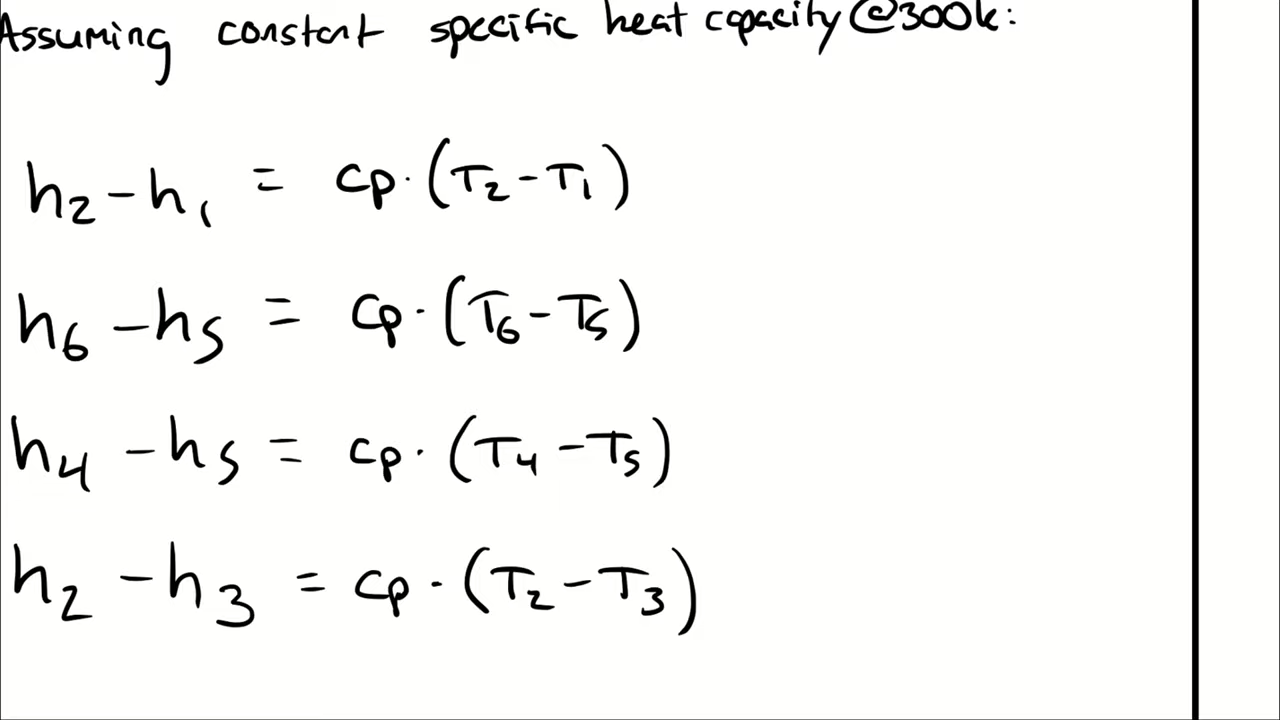 Assuming constant specific heat capacity @300k:
h₂ - h₁ = cp · (T₂ - T₁)
h₆ - h₅ = cp · (T₆ - T₅)
h₄ - h₅ = cp · (T₄ - T₅)
h₂ - h₃ = cp · (T₂ - T₃)